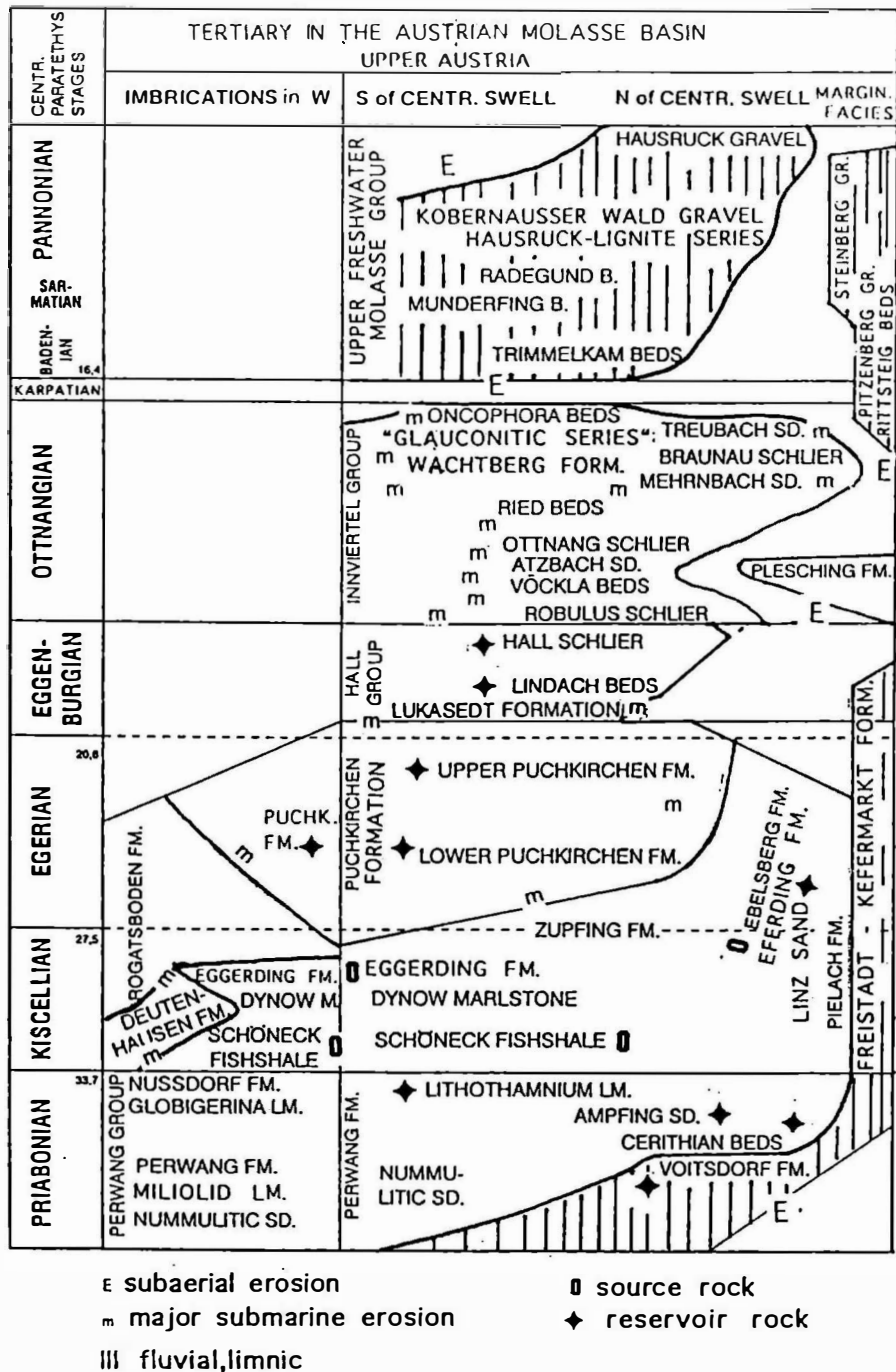 TERTIARY IN THE AUSTRIAN MOLASSE BASIN
UPPER AUSTRIA
CENTR.
PARATETHYS
STAGES
IMBRICATIONS in W
S of CENTR. SWELL
N of CENTR. SWELL
MARGIN.
FACIES
PANNONIAN
SAR-
MATIAN
BADEN-
IAN
16,4
UPPER FRESHWATER
MOLASSE GROUP
E
HAUSRUCK GRAVEL
KOBERNAUSSER WALD GRAVEL
HAUSRUCK-LIGNITE SERIES
RADEGUND B.
MUNDERFING B.
TRIMMELKAM BEDS
STEINBERG GR.
PITZENBERG GR.
RITTSTEIG BEDS
KARPATIAN
E
OTTNANGIAN
INNVIERTEL GROUP
m ONCOPHORA BEDS
"GLAUCONITIC SERIES": TREUBACH SD. m
m WACHTBERG FORM. BRAUNAU SCHLIER
m m MEHRNBACH SD. m
E
RIED BEDS
m
m OTTNANG SCHLIER
m ATZBACH SD.
m VÖCKLA BEDS
m ROBULUS SCHLIER
PLESCHING FM.
E
EGGEN-
BURGIAN
20,6
HALL
GROUP
HALL SCHLIER
LINDACH BEDS
LUKASEDT FORMATION m
m
EGERIAN
27,5
ROGATSBODEN FM.
PUCHK.
FM.
m
PUCHKIRCHEN
FORMATION
UPPER PUCHKIRCHEN FM.
m
LOWER PUCHKIRCHEN FM.
m
ZUPFING FM.
EBELSBERG FM.
EFERDING FM.
LINZ SAND
PIELACH FM.
FREISTADT - KEFERMARKT FORM.
KISCELLIAN
33,7
m
DEUTEN-
HAUSEN FM.
m
EGGERDING FM.
DYNOW M.
SCHÖNECK
FISHSHALE
EGGERDING FM.
DYNOW MARLSTONE
SCHÖNECK FISHSHALE
PRIABONIAN
PERWANG GROUP
NUSSDORF FM.
GLOBIGERINA LM.
PERWANG FM.
MILIOLID LM.
NUMMULITIC SD.
PERWANG FM.
LITHOTHAMNIUM LM.
AMPFING SD.
CERITHIAN BEDS
NUMMU-
LITIC SD.
VOITSDORF FM.
E
E subaerial erosion
m major submarine erosion
fluvial,limnic
source rock
reservoir rock